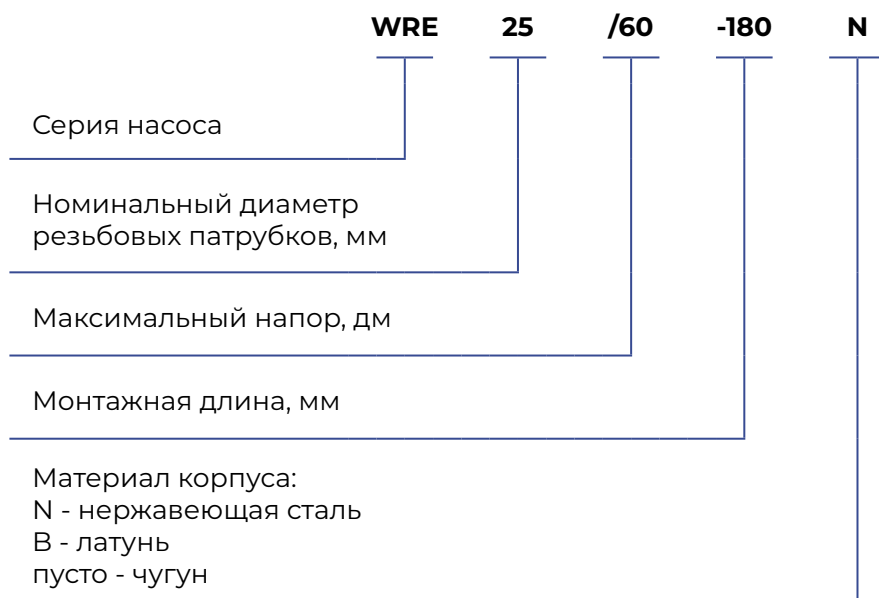 WRE 25 /60 -180 N
Серия насоса
Номинальный диаметр
резьбовых патрубков, мм
Максимальный напор, дм
Монтажная длина, мм
Материал корпуса:
N - нержавеющая сталь
B - латунь
пусто - чугун